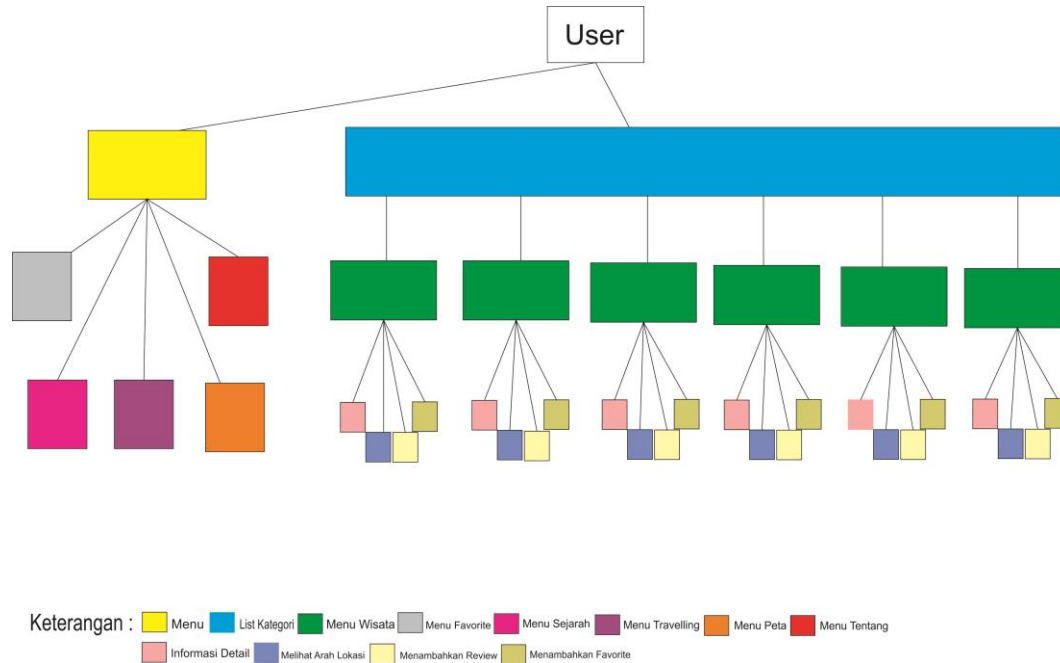 User
Keterangan : Menu List Kategori Menu Wisata Menu Favorite Menu Sejarah Menu Travelling Menu Peta Menu Tentang
Informasi Detail Melihat Arah Lokasi Menambahkan Review Menambahkan Favorite